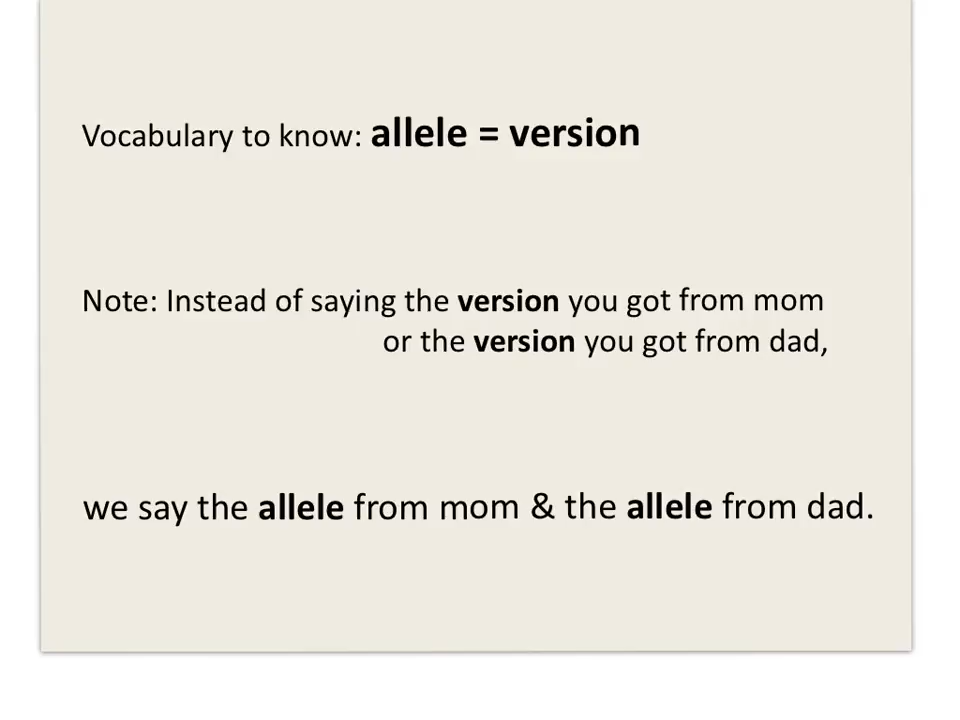 Vocabulary to know: allele = version
Note: Instead of saying the version you got from mom
or the version you got from dad,
we say the allele from mom & the allele from dad.